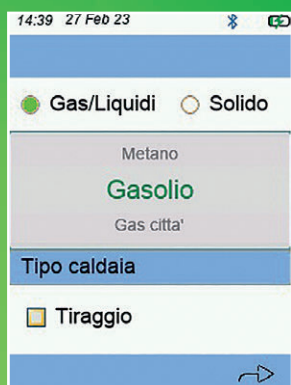 14:39 27 Feb 23
Gas/Liquidi Solido
Metano
Gasolio
Gas citta'
Tipo caldaia
Tiraggio